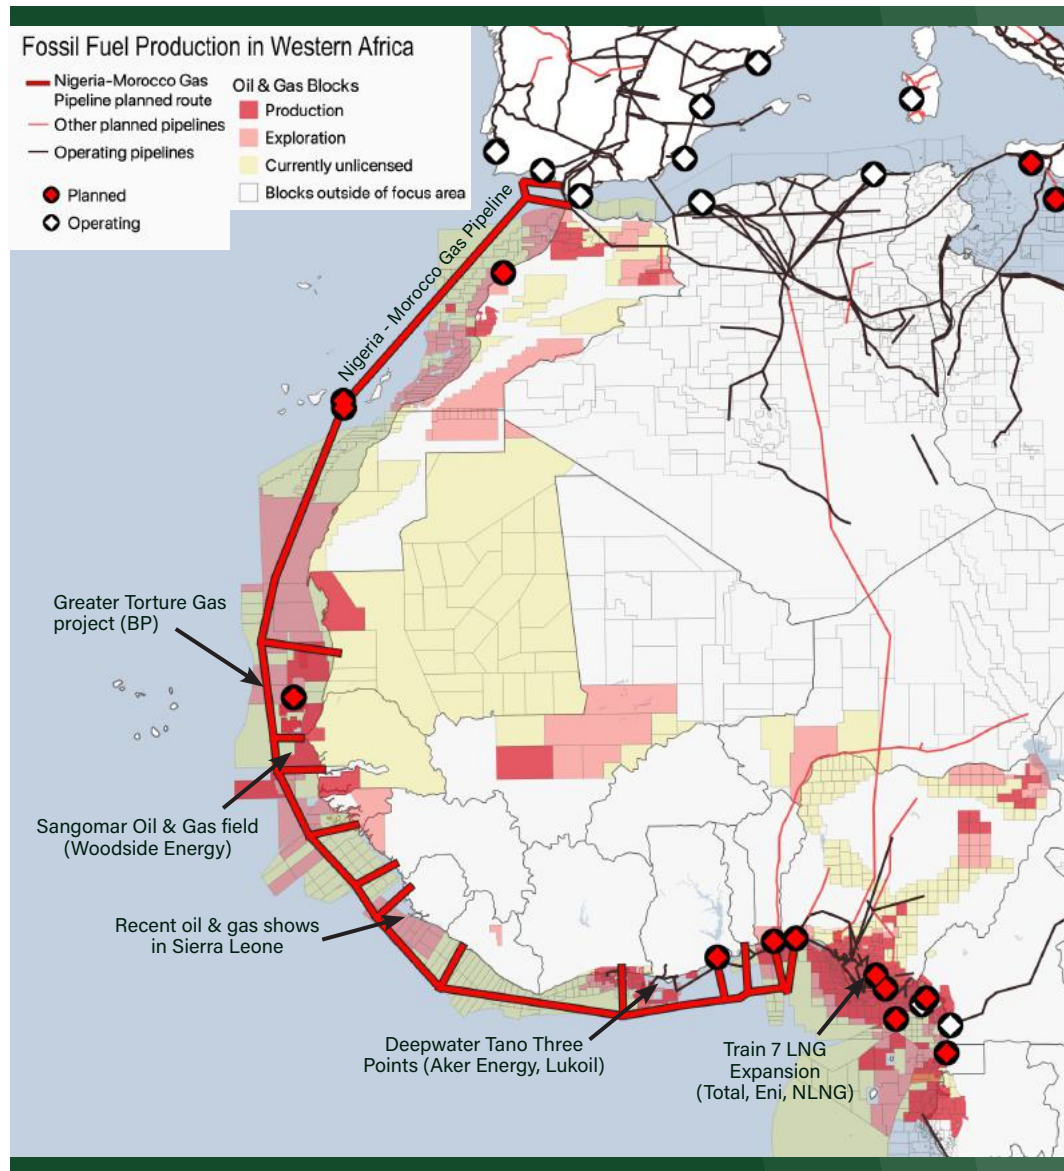 Fossil Fuel Production in Western Africa
Nigeria-Morocco Gas
Pipeline planned route
Other planned pipelines
Operating pipelines
Planned
Operating
Oil & Gas Blocks
Production
Exploration
Currently unlicensed
Blocks outside of focus area
Nigeria - Morocco Gas Pipeline
Greater Torture Gas
project (BP)
Sangomar Oil & Gas field
(Woodside Energy)
Recent oil & gas shows
in Sierra Leone
Deepwater Tano Three
Points (Aker Energy, Lukoil)
Train 7 LNG
Expansion
(Total, Eni, NLNG)